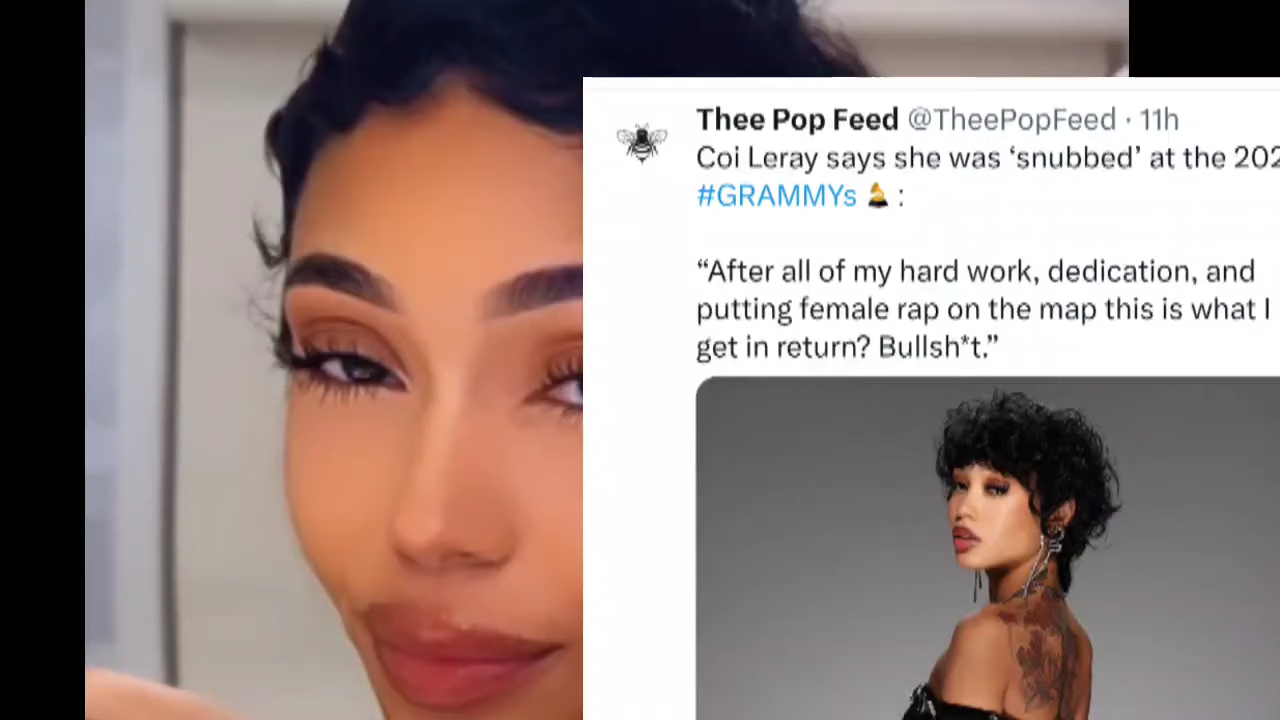 Thee Pop Feed @TheePopFeed · 11h
Coi Leray says she was ‘snubbed’ at the 202
#GRAMMYs :
“After all of my hard work, dedication, and
putting female rap on the map this is what I
get in return? Bullsh*t.”